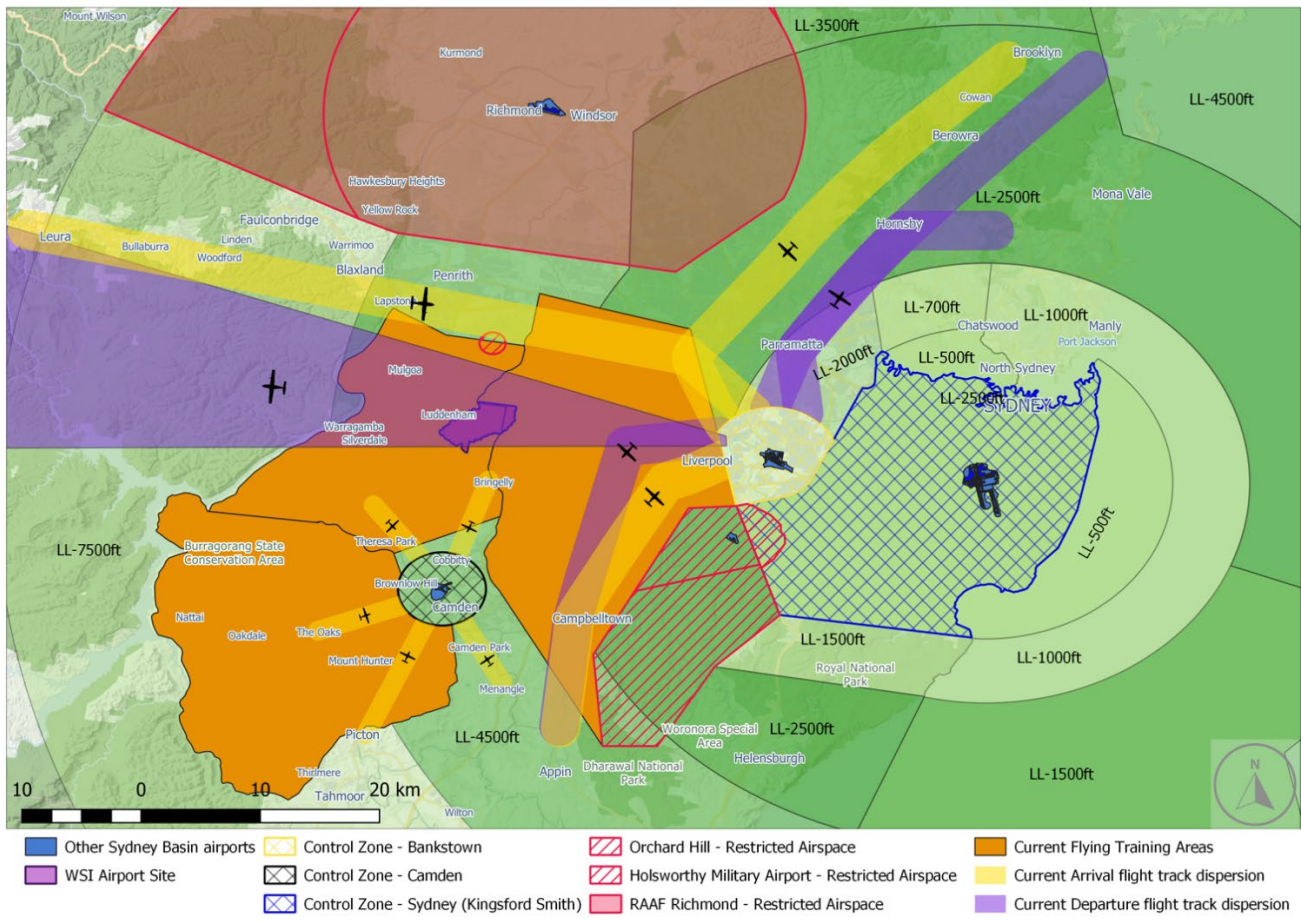 Mount Wilson
LL-3500ft
Kurmond
Brooklyn
Cowan
LL-4500ft
Richmond
Windsor
Berowra
Hawkesbury Heights
Yellow Rock
LL-2500ft
Mona Vale
Faulconbridge
Hornsby
Leura
Bullaburra
Linden
Woodford
Warrimoo
Blaxland
Penrith
Lapstone
LL-700ft
LL-1000ft
Chatswood
Manly
Port Jackson
Parramatta
LL-2000ft
LL-500ft
North Sydney
Mulgoa
LL-2500ft
SYDNEY
Luddenham
Warragamba
Silverdale
Liverpool
Bringelly
LL-500ft
Theresa Park
LL-7500ft
Burragorang State
Conservation Area
Cobbitty
Brownlow Hill
Camden
Nattai
Oakdale
The Oaks
Campbelltown
Mount Hunter
Camden Park
LL-1500ft
LL-1000ft
Royal National
Park
Menangle
Picton
LL-4500ft
Woronora Special
Area
LL-2500ft
Helensburgh
Appin
Dharawal National
Park
LL-1500ft
Thirlmere
Tahmoor
Wilton
N
10 0 10 20 km
Other Sydney Basin airports
WSI Airport Site
Control Zone - Bankstown
Control Zone - Camden
Control Zone - Sydney (Kingsford Smith)
Orchard Hill - Restricted Airspace
Holsworthy Military Airport - Restricted Airspace
RAAF Richmond - Restricted Airspace
Current Flying Training Areas
Current Arrival flight track dispersion
Current Departure flight track dispersion